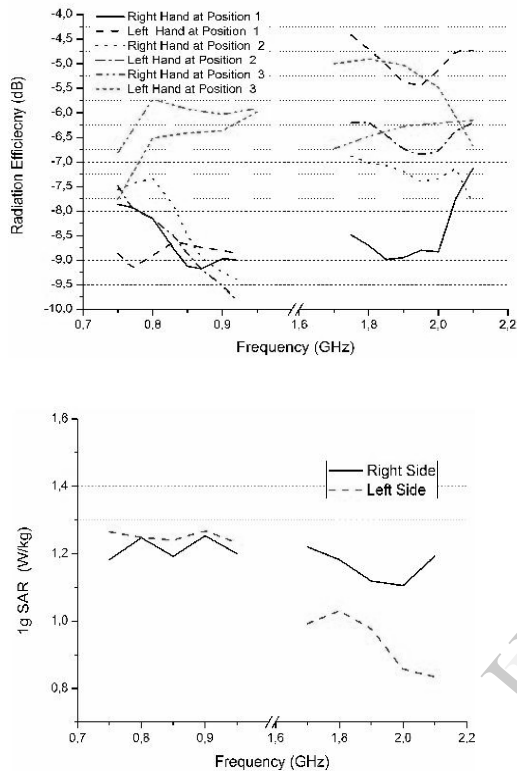 Right Hand at Position 1
Left Hand at Position 1
Right Hand at Position 2
Left Hand at Position 2
Right Hand at Position 3
Left Hand at Position 3
Radiation Efficiecny (dB)
-4,0
-4,5
-5,0
-5,5
-6,0
-6,5
-7,0
-7,5
-8,0
-8,5
-9,0
-9,5
-10,0
0,7 0,8 0,9 1,6 1,8 2,0 2,2
Frequency (GHz)
Right Side
Left Side
1g SAR (W/kg)
1,6
1,4
1,2
1,0
0,8
0,7 0,8 0,9 1,6 1,8 2,0 2,2
Frequency (GHz)